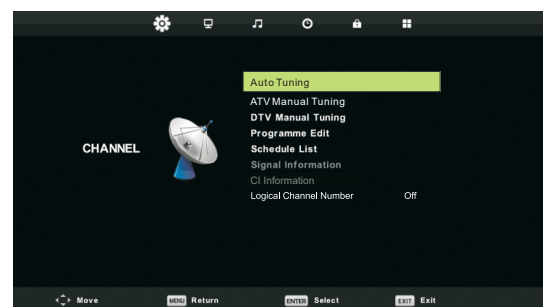 Auto Tuning
ATV Manual Tuning
DTV Manual Tuning
Programme Edit
CHANNEL
Schedule List
Signal Information
CI Information
Logical Channel Number Off
Move MENU Return ENTER Select EXIT Exit